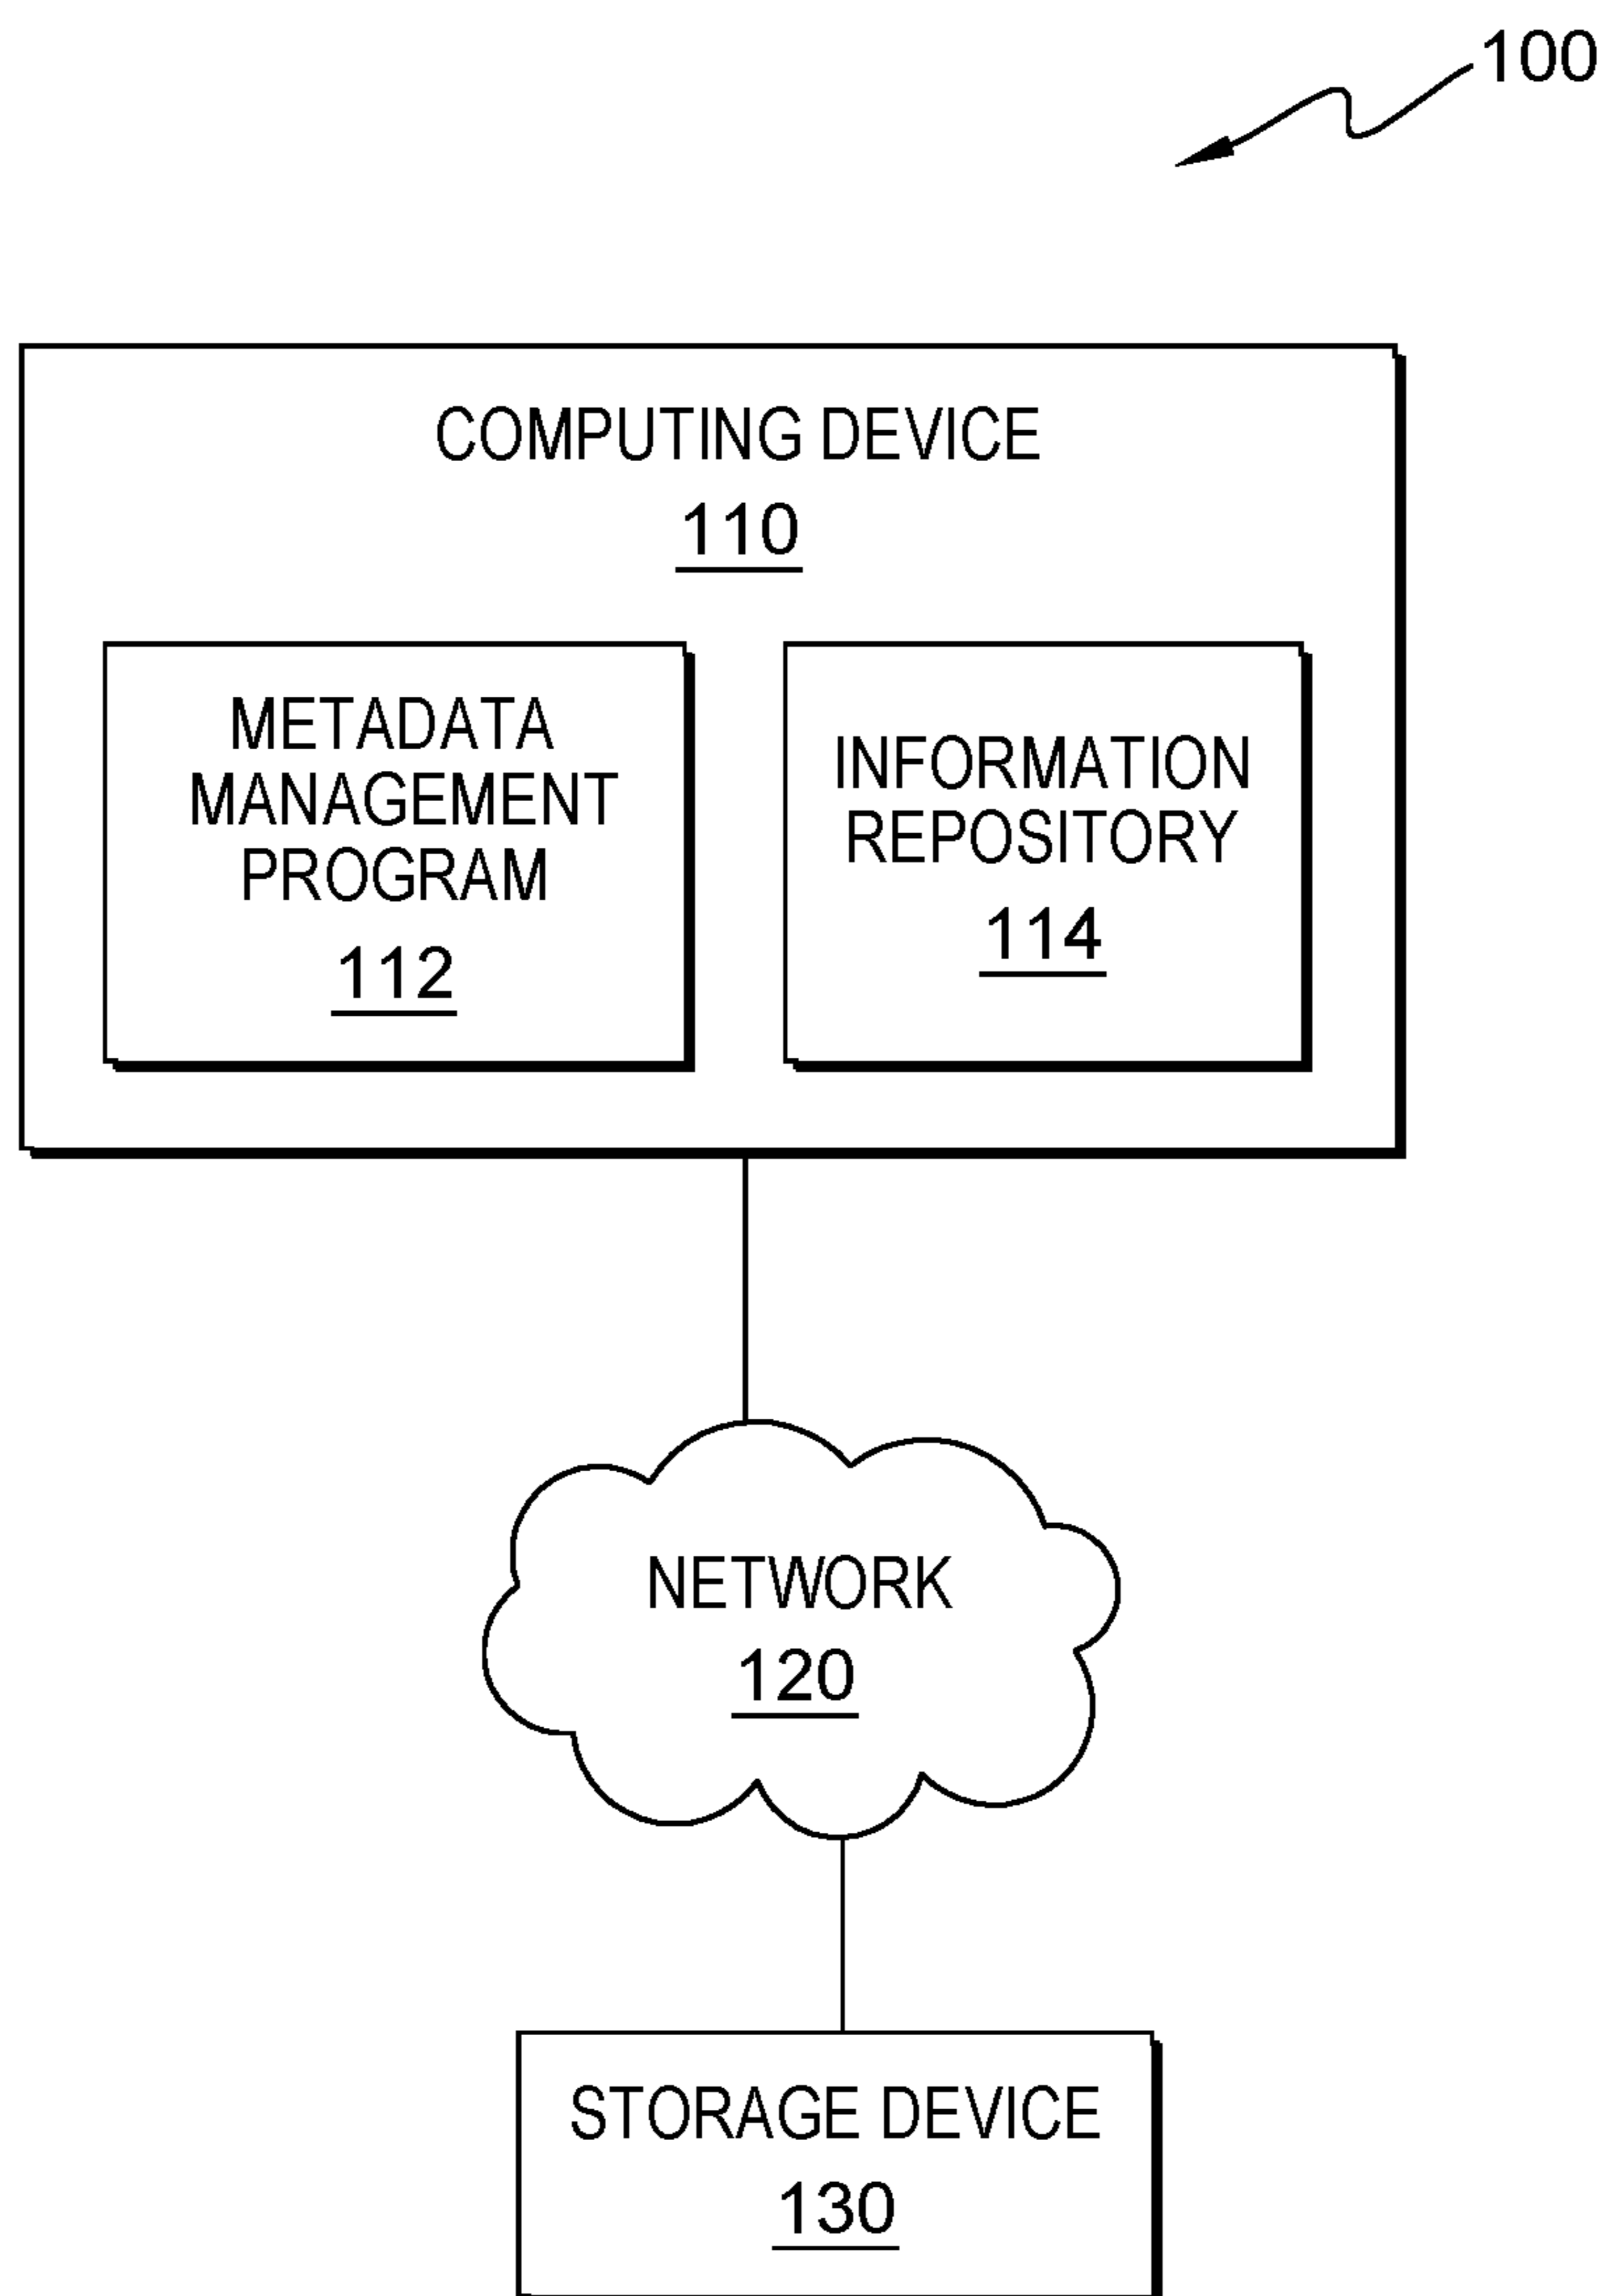 100
COMPUTING DEVICE
110
METADATA
MANAGEMENT
PROGRAM
112
INFORMATION
REPOSITORY
114
NETWORK
120
STORAGE DEVICE
130